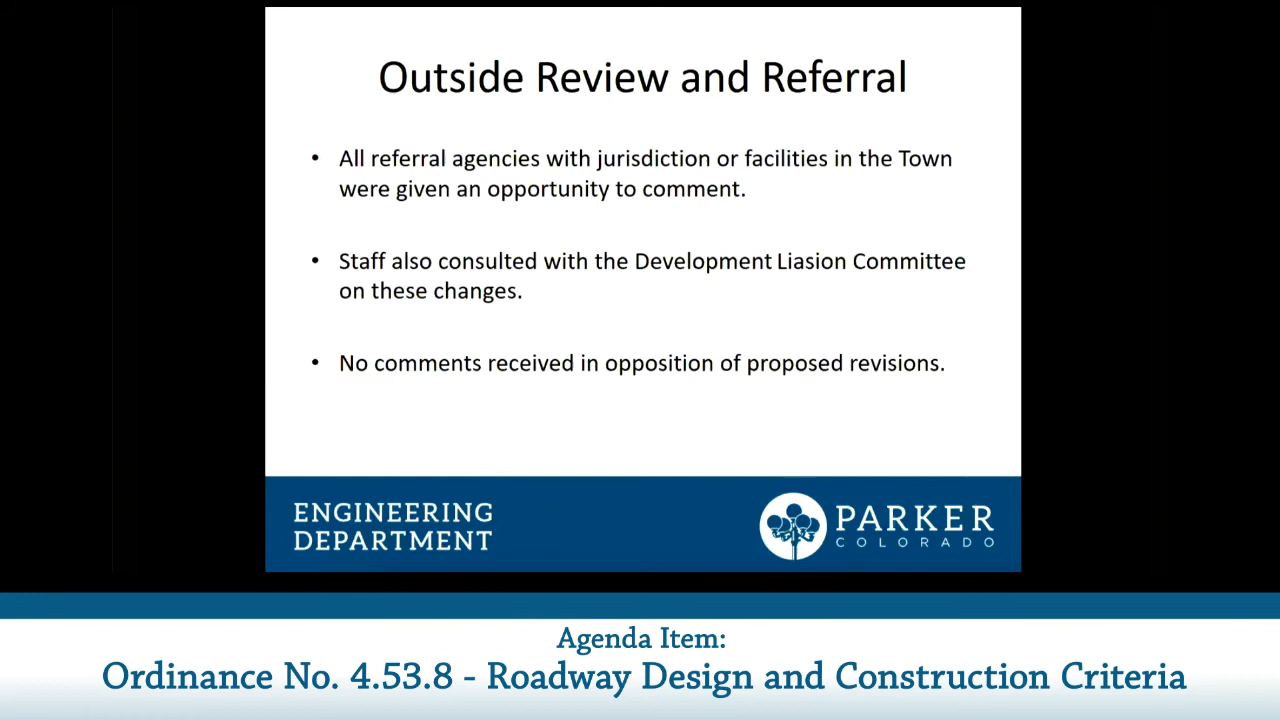 Outside Review and Referral
• All referral agencies with jurisdiction or facilities in the Town
were given an opportunity to comment.
• Staff also consulted with the Development Liasion Committee
on these changes.
• No comments received in opposition of proposed revisions.
ENGINEERING
DEPARTMENT
PARKER
COLORADO
Agenda Item:
Ordinance No. 4.53.8 - Roadway Design and Construction Criteria